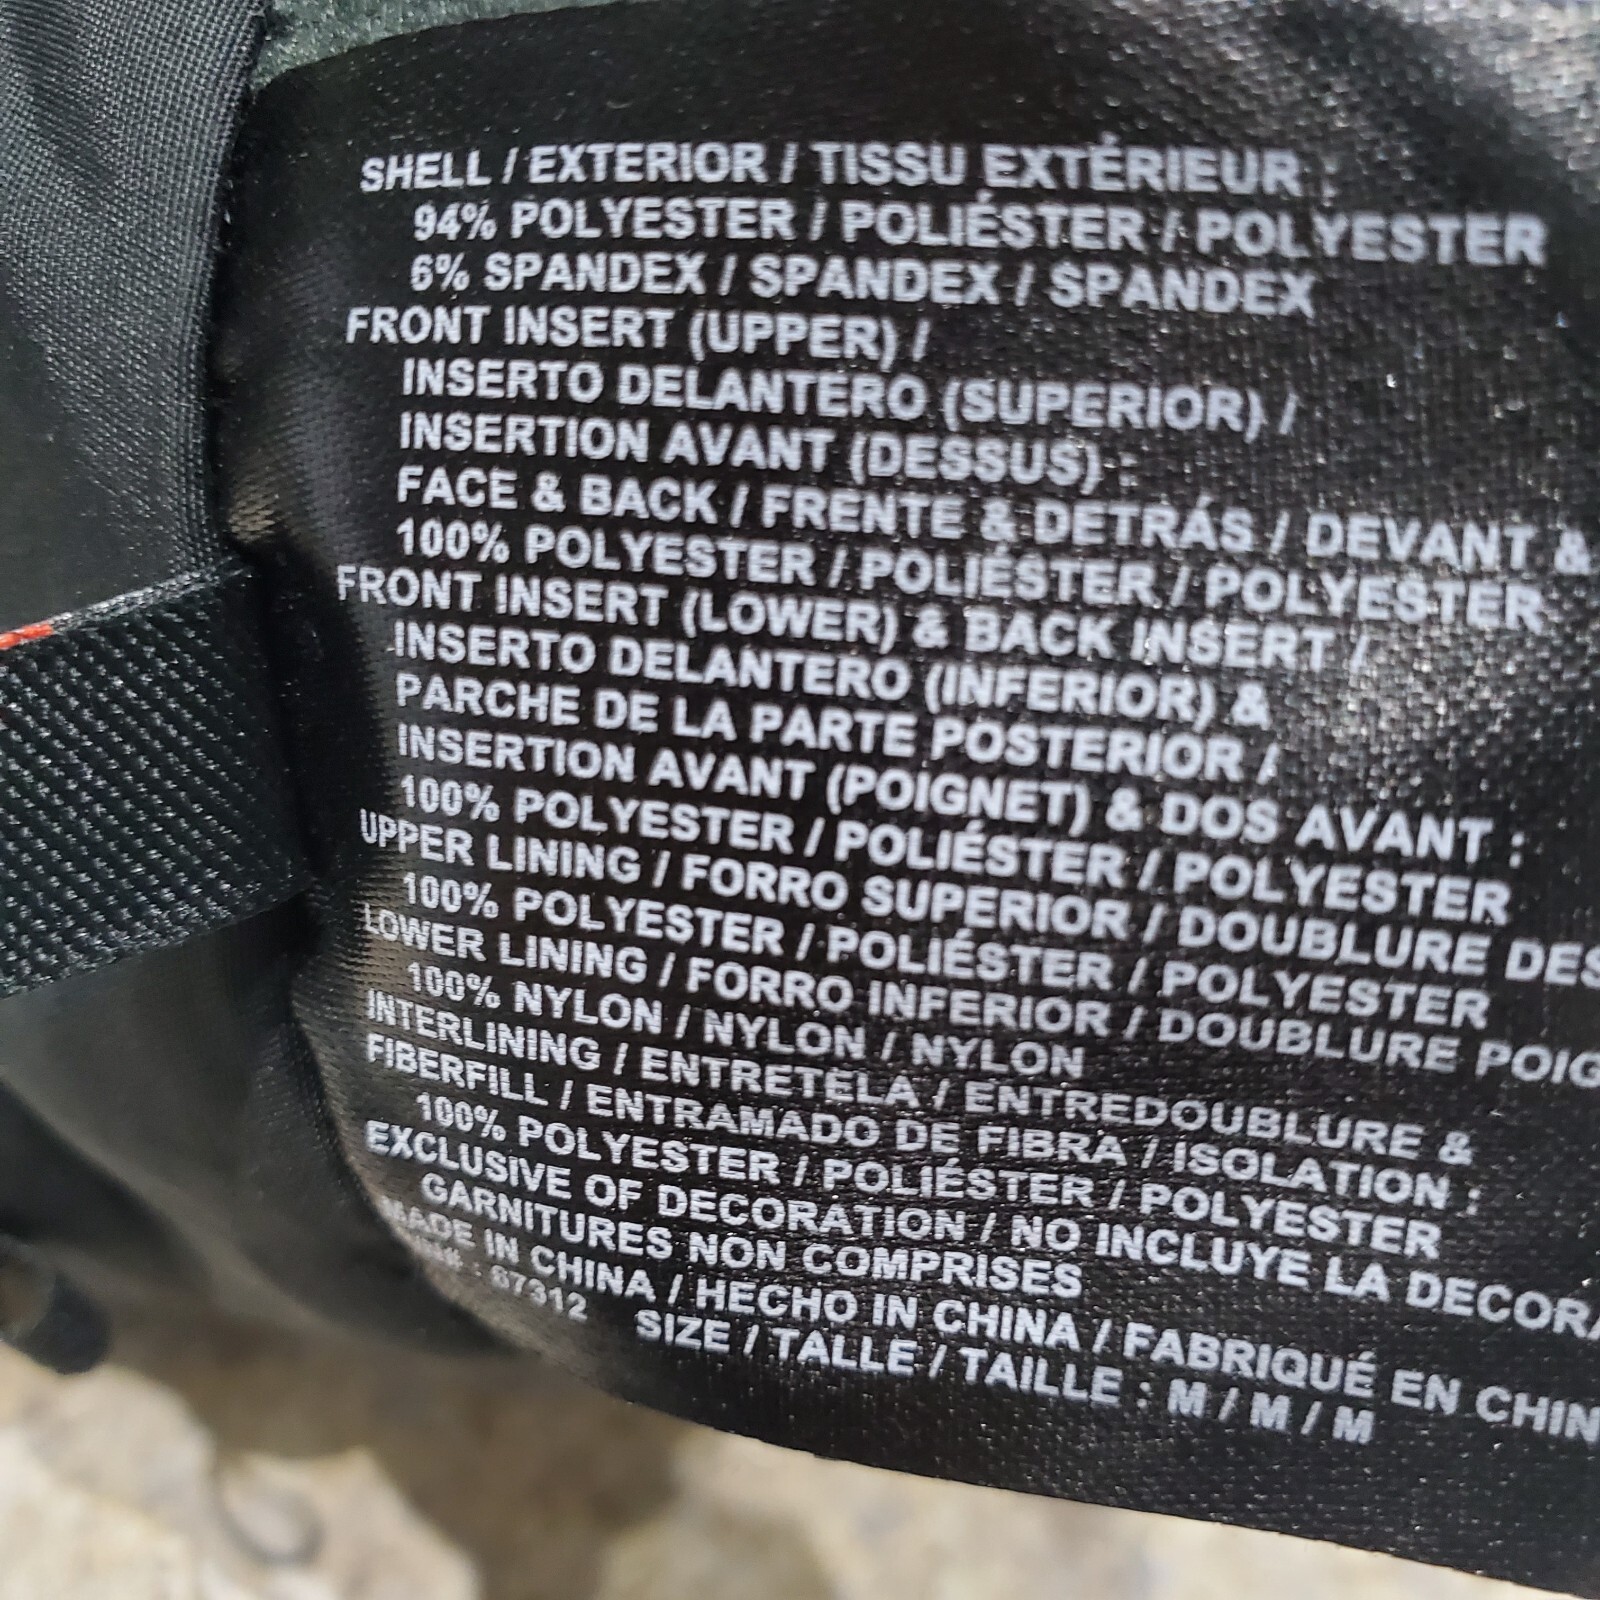 SHELL / EXTERIOR / TISSU EXTÉRIEUR :
94% POLYESTER / POLIÉSTER / POLYESTER
6% SPANDEX / SPANDEX / SPANDEX
FRONT INSERT (UPPER) /
INSERTO DELANTERO (SUPERIOR) /
INSERTION AVANT (DESSUS) :
FACE & BACK / FRENTE & DETRÁS / DEVANT &
100% POLYESTER / POLIÉSTER / POLYESTER
FRONT INSERT (LOWER) & BACK INSERT /
INSERTO DELANTERO (INFERIOR) &
PARCHE DE LA PARTE POSTERIOR /
INSERTION AVANT (POIGNET) & DOS AVANT :
100% POLYESTER / POLIÉSTER / POLYESTER
UPPER LINING / FORRO SUPERIOR / DOUBLURE DES
100% POLYESTER / POLIÉSTER / POLYESTER
LOWER LINING / FORRO INFERIOR / DOUBLURE POIG
100% NYLON / NYLON / NYLON
INTERLINING / ENTRETELA / ENTREDOUBLURE &
FIBERFILL / ENTRAMADO DE FIBRA / ISOLATION :
100% POLYESTER / POLIÉSTER / POLYESTER
EXCLUSIVE OF DECORATION / NO INCLUYE LA DECORA
GARNITURES NON COMPRISES
MADE IN CHINA / HECHO IN CHINA / FABRIQUÉ EN CHIN
67312 SIZE / TALLE / TAILLE : M / M / M